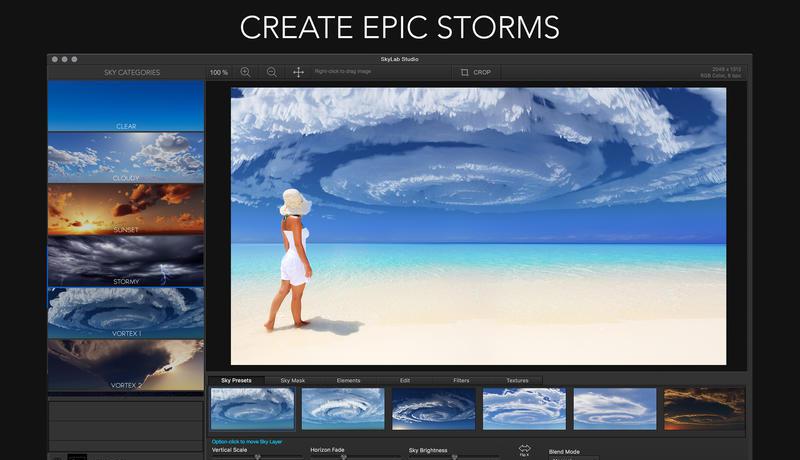 CREATE EPIC STORMS
SkyLab Studio
SKY CATEGORIES
100 %
Right-click to drag image
CROP
2048 x 1512
RGB Color, 8 bpc
CLEAR
CLOUDY
SUNSET
STORMY
VORTEX 1
VORTEX 2
Sky Presets Sky Mask Elements Edit Filters Textures
Option-click to move Sky Layer
Vertical Scale Horizon Fade Sky Brightness Flip X Blend Mode